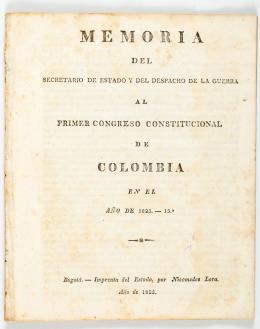 MEMORIA
DEL
SECRETARIO DE ESTADO Y DEL DESPACHO DE LA GUERRA
AL
PRIMER CONGRESO CONSTITUCIONAL
DE
COLOMBIA
EN EL
AÑO DE 1823. — 13.º
Bogotá. — Imprenta del Estado, por Nicomedes Lora.
Año de 1823.